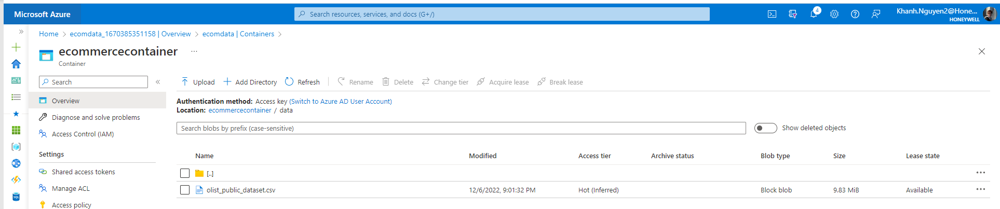 Microsoft Azure
Search resources, services, and docs (G+/)
4
Khanh.Nguyen2@Hone...
HONEYWELL
Home > ecomdata_1670385351158 | Overview > ecomdata | Containers >
ecommercecontainer ...
Container
Search
Upload Add Directory Refresh Rename Delete Change tier Acquire lease Break lease
Overview
Diagnose and solve problems
Access Control (IAM)
Settings
Shared access tokens
Manage ACL
Access policy
Authentication method: Access key (Switch to Azure AD User Account)
Location: ecommercecontainer / data
Search blobs by prefix (case-sensitive)
Show deleted objects
Name Modified Access tier Archive status Blob type Size Lease state
[..]
olist_public_dataset.csv 12/6/2022, 9:01:32 PM Hot (Inferred) Block blob 9.83 MiB Available
SQL